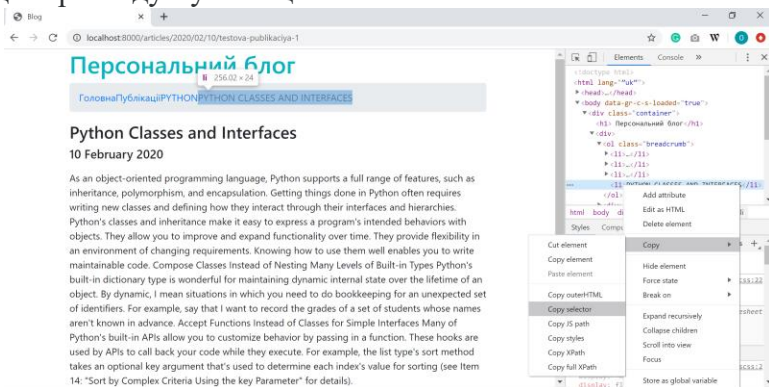 Blog
localhost:8000/articles/2020/02/10/testova-publikaciya-1
Персональний блог
li 256.02 × 24
ГоловнаПублікаціїPYTHONPYTHON CLASSES AND INTERFACES
Python Classes and Interfaces
10 February 2020
As an object-oriented programming language, Python supports a full range of features, such as
inheritance, polymorphism, and encapsulation. Getting things done in Python often requires
writing new classes and defining how they interact through their interfaces and hierarchies.
Python's classes and inheritance make it easy to express a program's intended behaviors with
objects. They allow you to improve and expand functionality over time. They provide flexibility in
an environment of changing requirements. Knowing how to use them well enables you to write
maintainable code. Compose Classes Instead of Nesting Many Levels of Built-in Types Python's
built-in dictionary type is wonderful for maintaining dynamic internal state over the lifetime of an
object. By dynamic, I mean situations in which you need to do bookkeeping for an unexpected set
of identifiers. For example, say that I want to record the grades of a set of students whose names
aren't known in advance. Accept Functions Instead of Classes for Simple Interfaces Many of
Python's built-in APIs allow you to customize behavior by passing in a function. These hooks are
used by APIs to call back your code while they execute. For example, the list type's sort method
takes an optional key argument that's used to determine each index's value for sorting (see Item
14: "Sort by Complex Criteria Using the key Parameter" for details).
Elements Console »
<!doctype html>
<html lang="uk">
<head>…</head>
<body data-gr-c-s-loaded="true">
<div class="container">
<h1> Персональний блог</h1>
<div>
<ol class="breadcrumb">
<li>…</li>
<li>…</li>
<li>…</li>
<li>PYTHON CLASSES AND INTERFACES</li>
</ol>
html body
Styles
Add attribute
Edit as HTML
Delete element
Copy
Hide element
Force state
Break on
Expand recursively
Collapse children
Scroll into view
Focus
Store as global variable
Cut element
Copy element
Paste element
Copy outerHTML
Copy selector
Copy JS path
Copy styles
Copy XPath
Copy full XPath